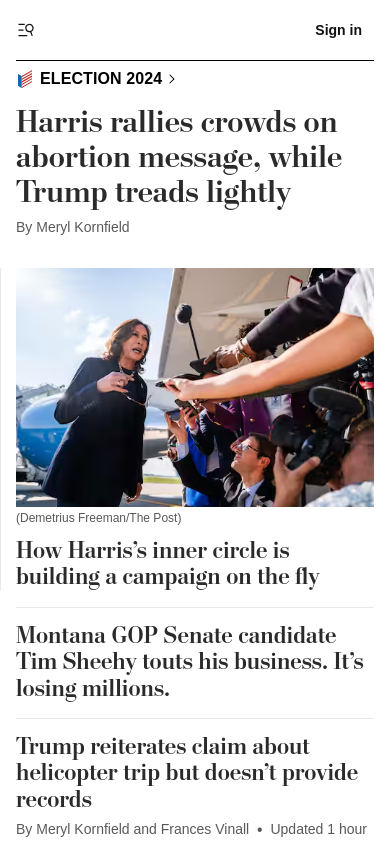 Sign in
ELECTION 2024
Harris rallies crowds on
abortion message, while
Trump treads lightly
By Meryl Kornfield
(Demetrius Freeman/The Post)
How Harris’s inner circle is
building a campaign on the fly
Montana GOP Senate candidate
Tim Sheehy touts his business. It’s
losing millions.
Trump reiterates claim about
helicopter trip but doesn’t provide
records
By Meryl Kornfield and Frances Vinall • Updated 1 hour